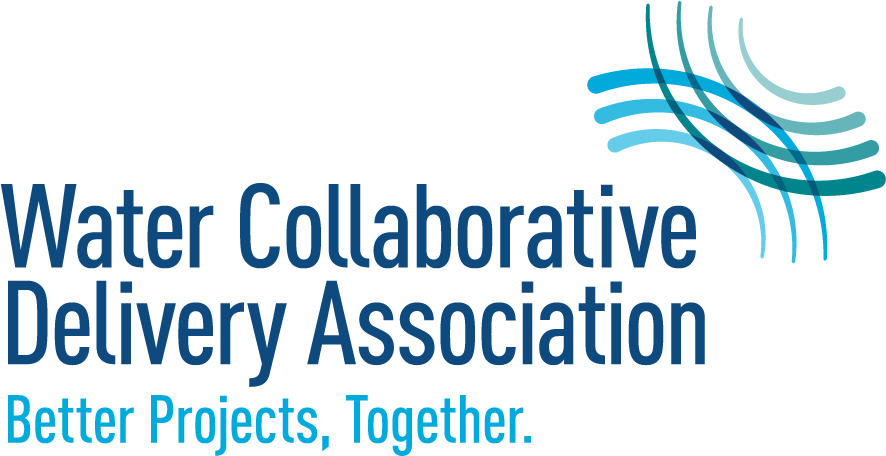 Water Collaborative
Delivery Association
Better Projects, Together.